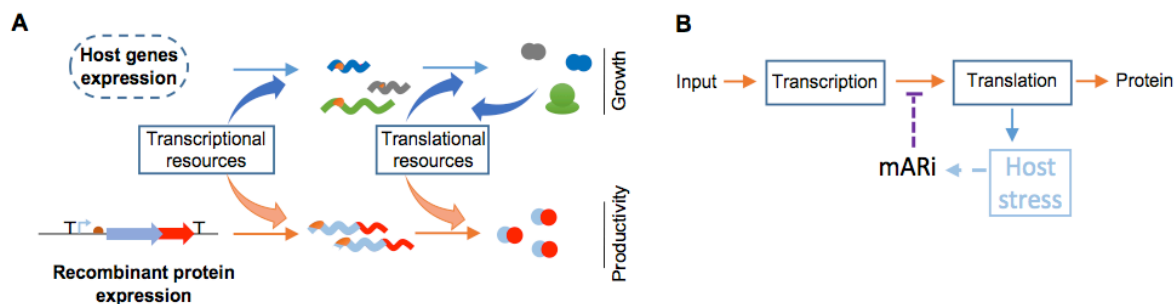 A
Host genes
expression
Transcriptional
resources
Translational
resources
Growth
T
T
Recombinant protein
expression
Productivity
B
Input
Transcription
Translation
Protein
mARi
Host
stress